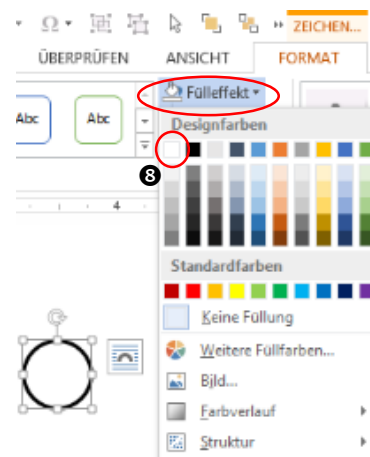 ZEICHEN...
ÜBERPRÜFEN ANSICHT FORMAT
Fülleffekt
Abc Abc
Designfarben
8
4
Standardfarben
Keine Füllung
Weitere Füllfarben...
Bild...
Farbverlauf
Struktur